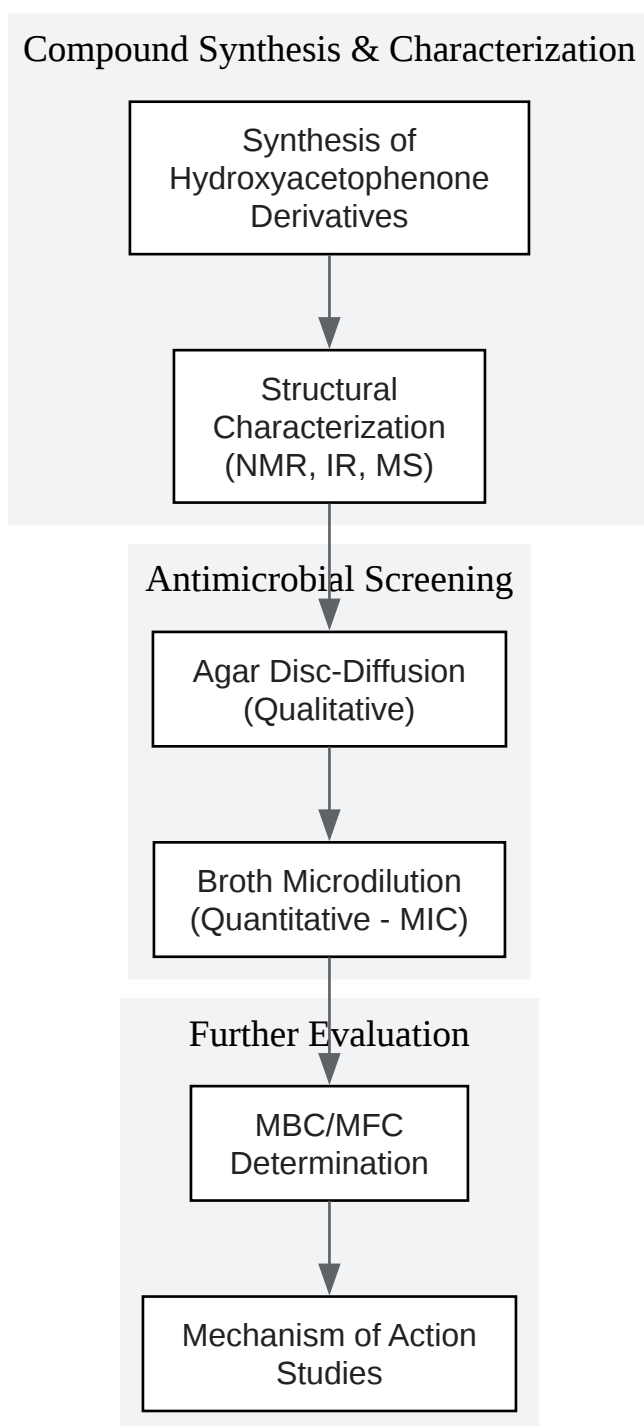 Compound Synthesis & Characterization
Synthesis of
Hydroxyacetophenone
Derivatives
Structural
Characterization
(NMR, IR, MS)
Antimicrobial Screening
Agar Disc-Diffusion
(Qualitative)
Broth Microdilution
(Quantitative - MIC)
Further Evaluation
MBC/MFC
Determination
Mechanism of Action
Studies